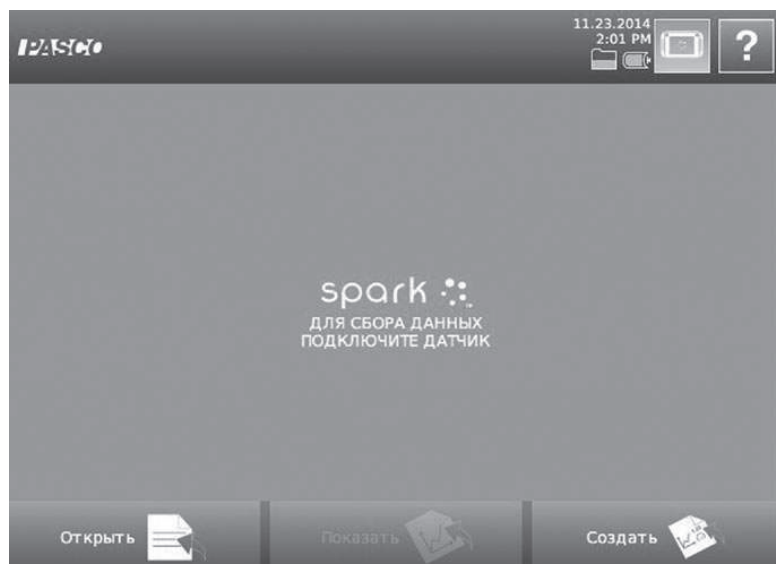 PASCO
11.23.2014
2:01 PM
?
spark
ДЛЯ СБОРА ДАННЫХ
ПОДКЛЮЧИТЕ ДАТЧИК
Открыть
Показать
Создать